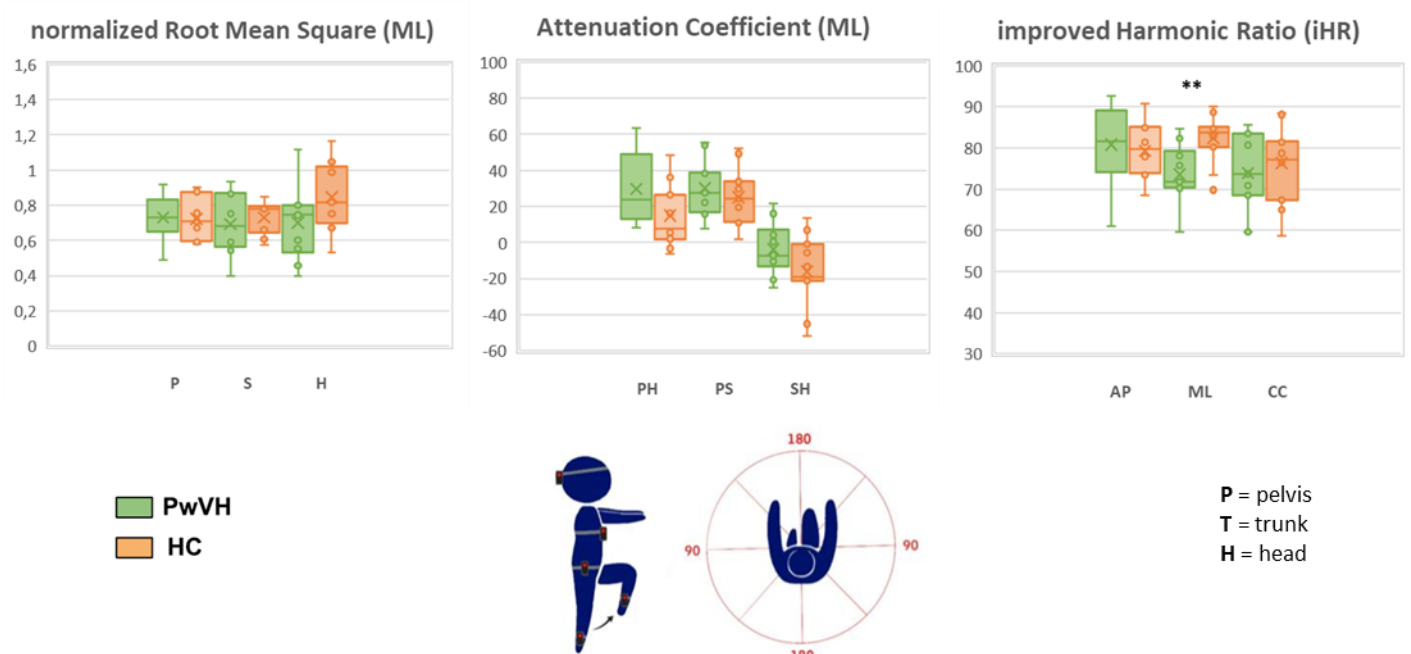 normalized Root Mean Square (ML)
1,6
1,4
1,2
1
0,8
0,6
0,4
0,2
0
P S H
Attenuation Coefficient (ML)
100
80
60
40
20
0
-20
-40
-60
PH PS SH
improved Harmonic Ratio (iHR)
**
100
90
80
70
60
50
40
30
AP ML CC
PwVH
HC
180
90 90
180
P = pelvis
T = trunk
H = head